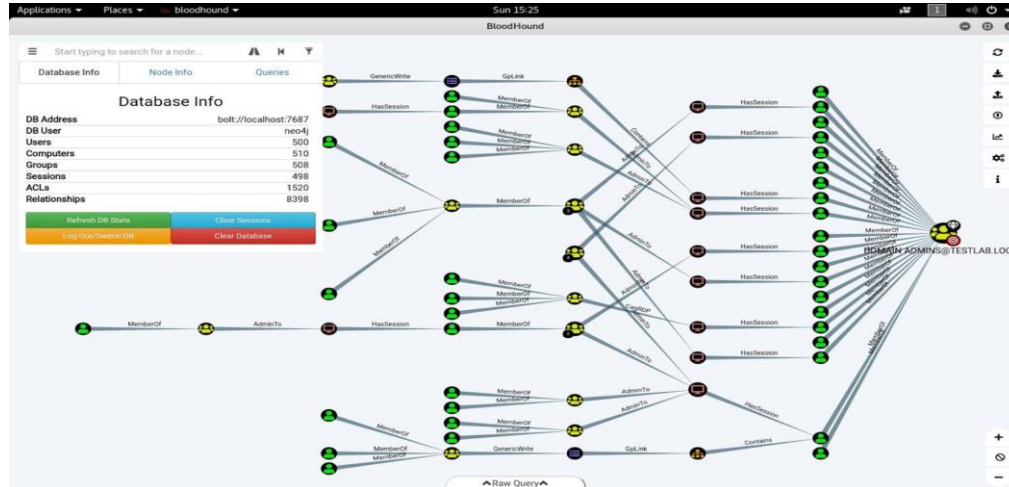 Applications Places bloodhound Sun 15:25 1
BloodHound
Start typing to search for a node...
Database Info Node Info Queries
Database Info
DB Address bolt://localhost:7687
DB User neo4j
Users 500
Computers 510
Groups 508
Sessions 498
ACLs 1520
Relationships 8398
Refresh DB Stats Clear Sessions
Log Out/Switch DB Clear Database
GenericWrite GpLink
HasSession MemberOf
MemberOf
HasSession
Contains
MemberOf
MemberOf
MemberOf
AdminTo
HasSession
MemberOf
AdminTo
AdminTo
HasSession
MemberOf MemberOf
HasSession
MemberOf
MemberOf
AdminTo
HasSession
DOMAIN ADMINS@TESTLAB.LOC
MemberOf
HasSession
MemberOf
MemberOf
CanRDP
MemberOf AdminTo HasSession MemberOf
HasSession
AdminTo
HasSession
AdminTo
MemberOf AdminTo
MemberOf
MemberOf AdminTo
MemberOf
HasSession
MemberOf
MemberOf GenericWrite GpLink Contains
MemberOf
Raw Query